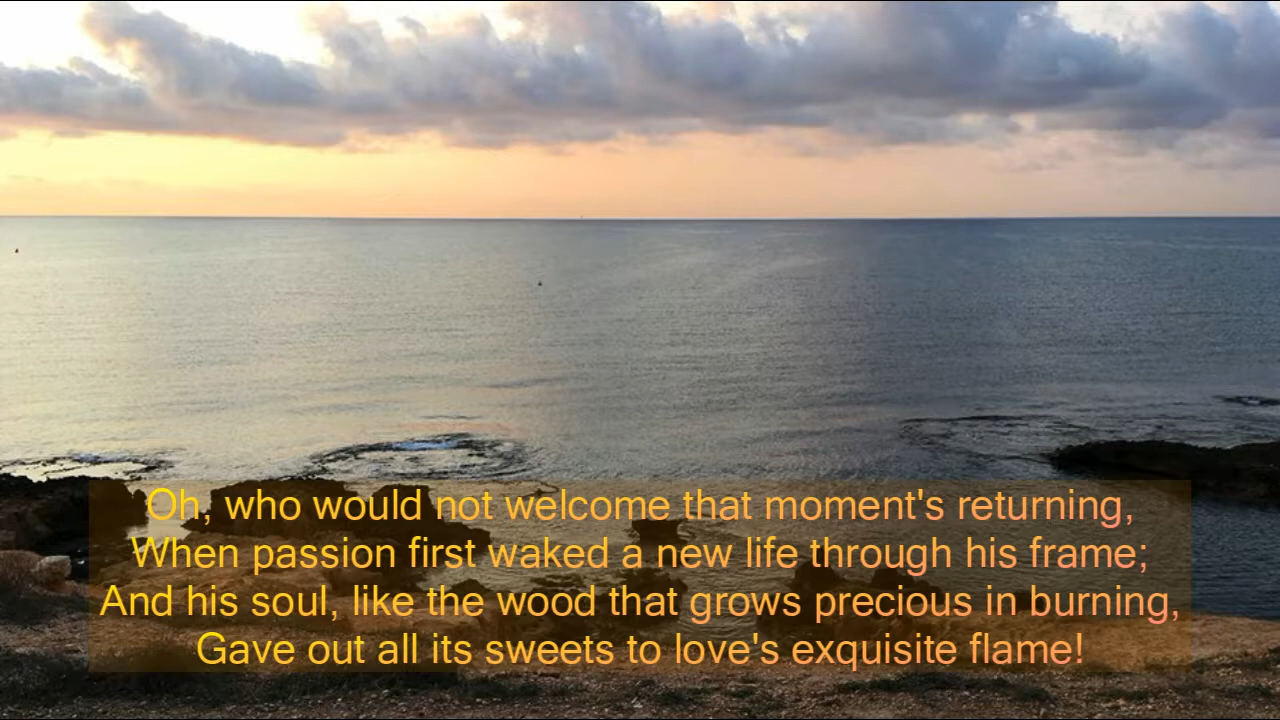 Oh, who would not welcome that moment's returning,
When passion first waked a new life through his frame;
And his soul, like the wood that grows precious in burning,
Gave out all its sweets to love's exquisite flame!